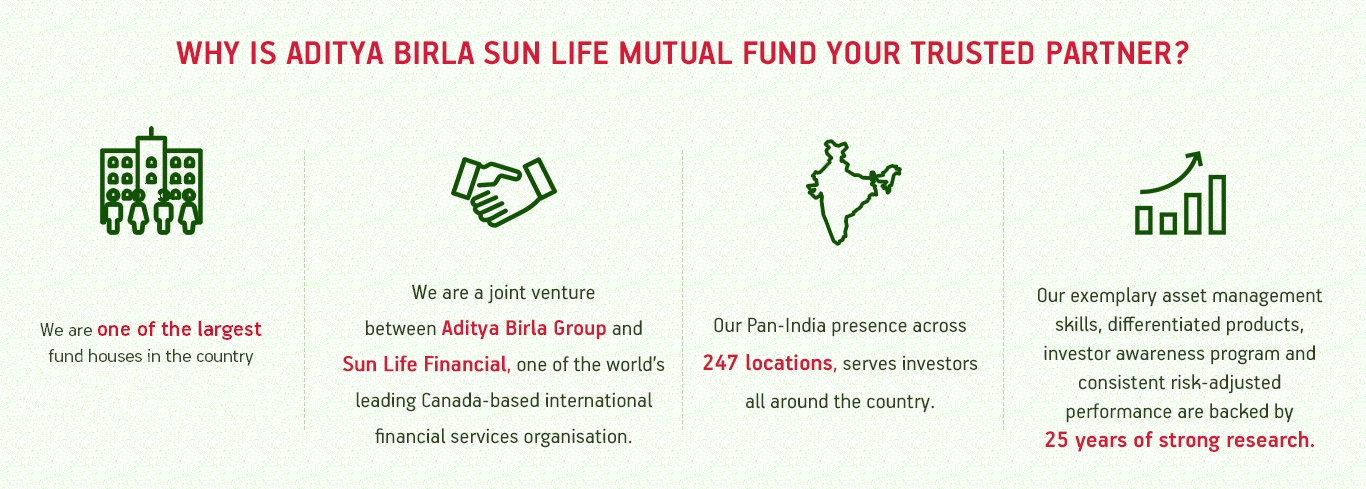 WHY IS ADITYA BIRLA SUN LIFE MUTUAL FUND YOUR TRUSTED PARTNER?
We are one of the largest
fund houses in the country
We are a joint venture
between Aditya Birla Group and
Sun Life Financial, one of the world's
leading Canada-based international
financial services organisation.
Our Pan-India presence across
247 locations, serves investors
all around the country.
Our exemplary asset management
skills, differentiated products,
investor awareness program and
consistent risk-adjusted
performance are backed by
25 years of strong research.